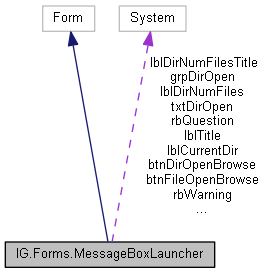 Form
System
lblDirNumFilesTitle
grpDirOpen
lblDirNumFiles
txtDirOpen
rbQuestion
lblTitle
lblCurrentDir
btnDirOpenBrowse
btnFileOpenBrowse
rbWarning
...
IG.Forms.MessageBoxLauncher